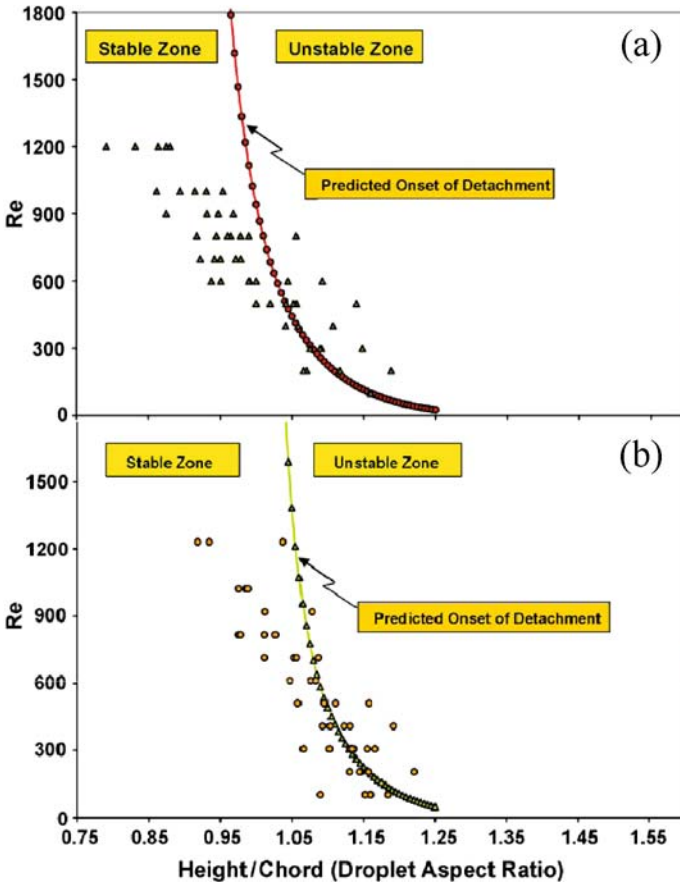 1800
1500
1200
900
600
300
0
Re
Stable Zone
Unstable Zone
(a)
Predicted Onset of Detachment
1500
1200
900
600
300
0
Re
Stable Zone
Unstable Zone
(b)
Predicted Onset of Detachment
0.75 0.85 0.95 1.05 1.15 1.25 1.35 1.45 1.55
Height/Chord (Droplet Aspect Ratio)